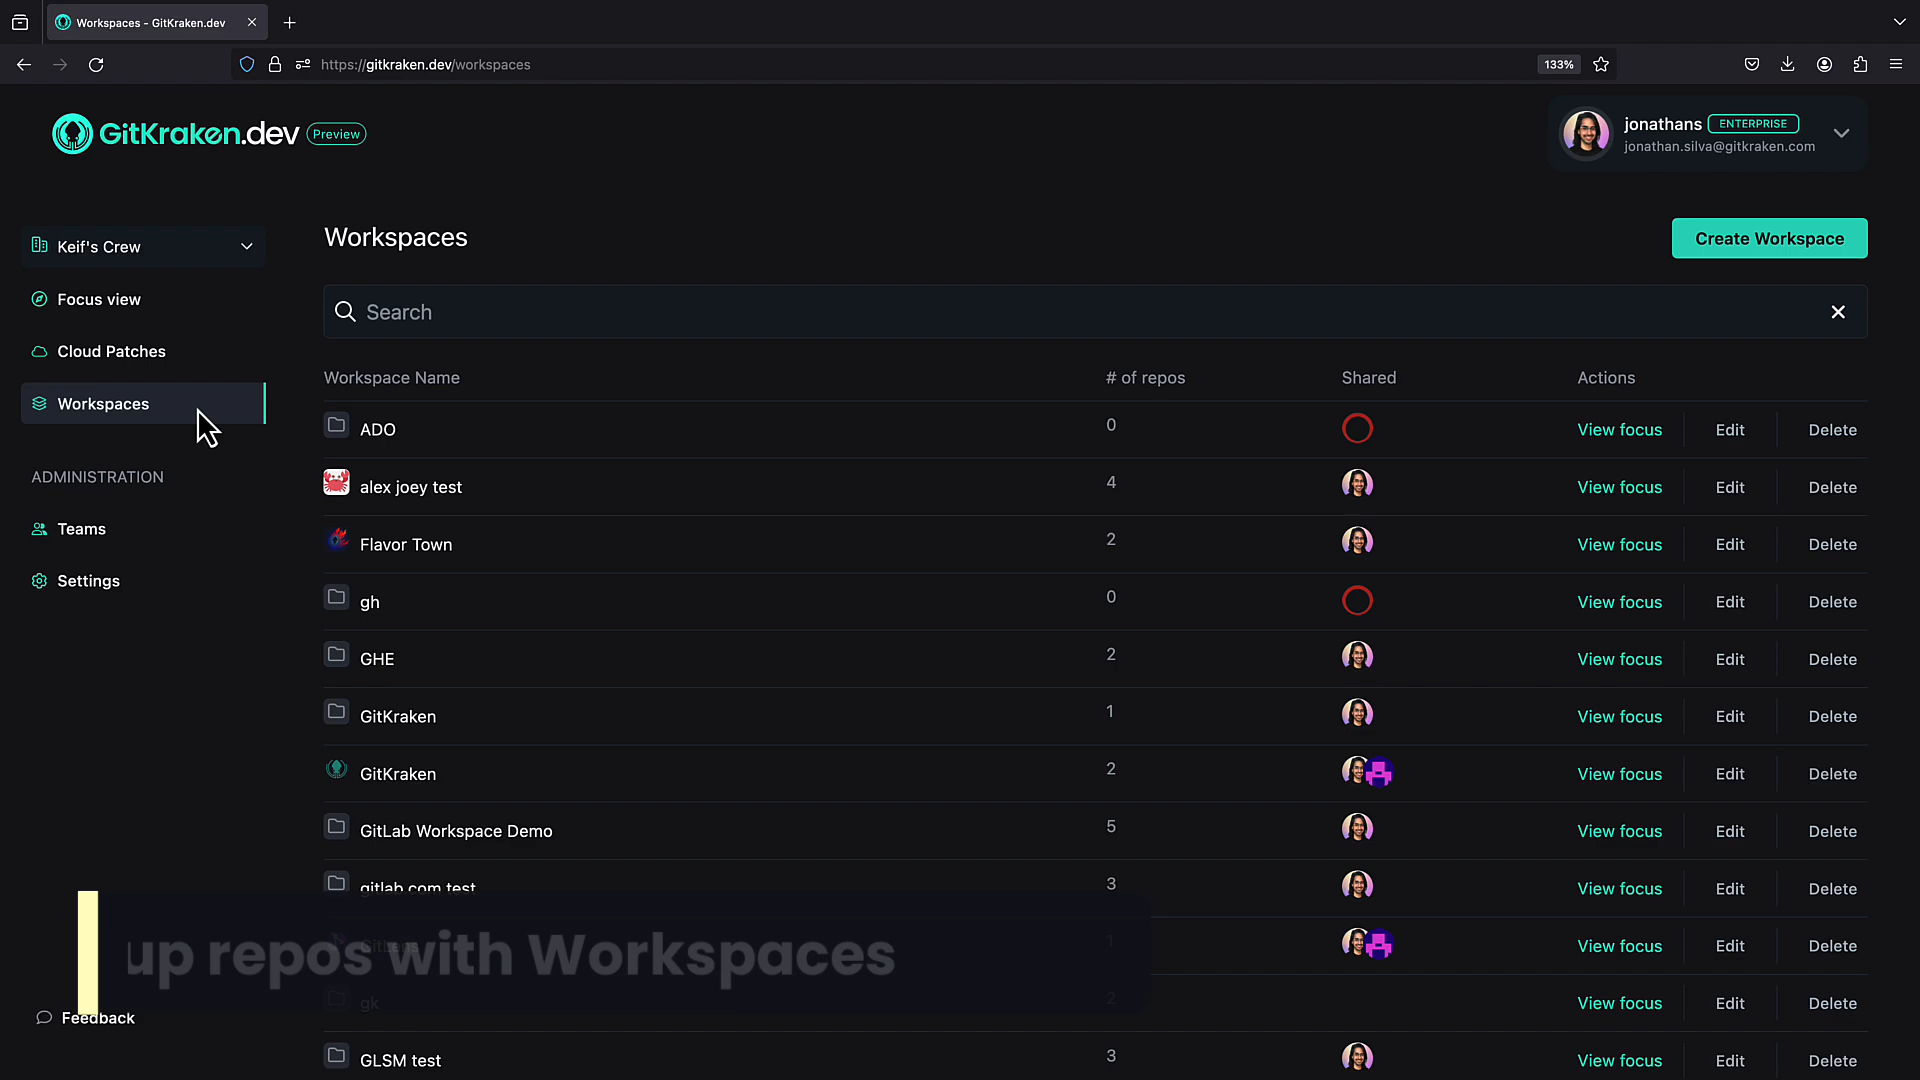 Workspaces - GitKraken.dev
https://gitkraken.dev/workspaces
133%
GitKraken.dev Preview
jonathans ENTERPRISE
jonathan.silva@gitkraken.com
Keif's Crew
Focus view
Cloud Patches
Workspaces
ADMINISTRATION
Teams
Settings
Feedback
Workspaces
Create Workspace
Search
Workspace Name # of repos Shared Actions
ADO 0 View focus Edit Delete
alex joey test 4 View focus Edit Delete
Flavor Town 2 View focus Edit Delete
gh 0 View focus Edit Delete
GHE 2 View focus Edit Delete
GitKraken 1 View focus Edit Delete
GitKraken 2 View focus Edit Delete
GitLab Workspace Demo 5 View focus Edit Delete
gitlab com test 3 View focus Edit Delete
1 View focus Edit Delete
up repos with Workspaces
gk 2 View focus Edit Delete
GLSM test 3 View focus Edit Delete